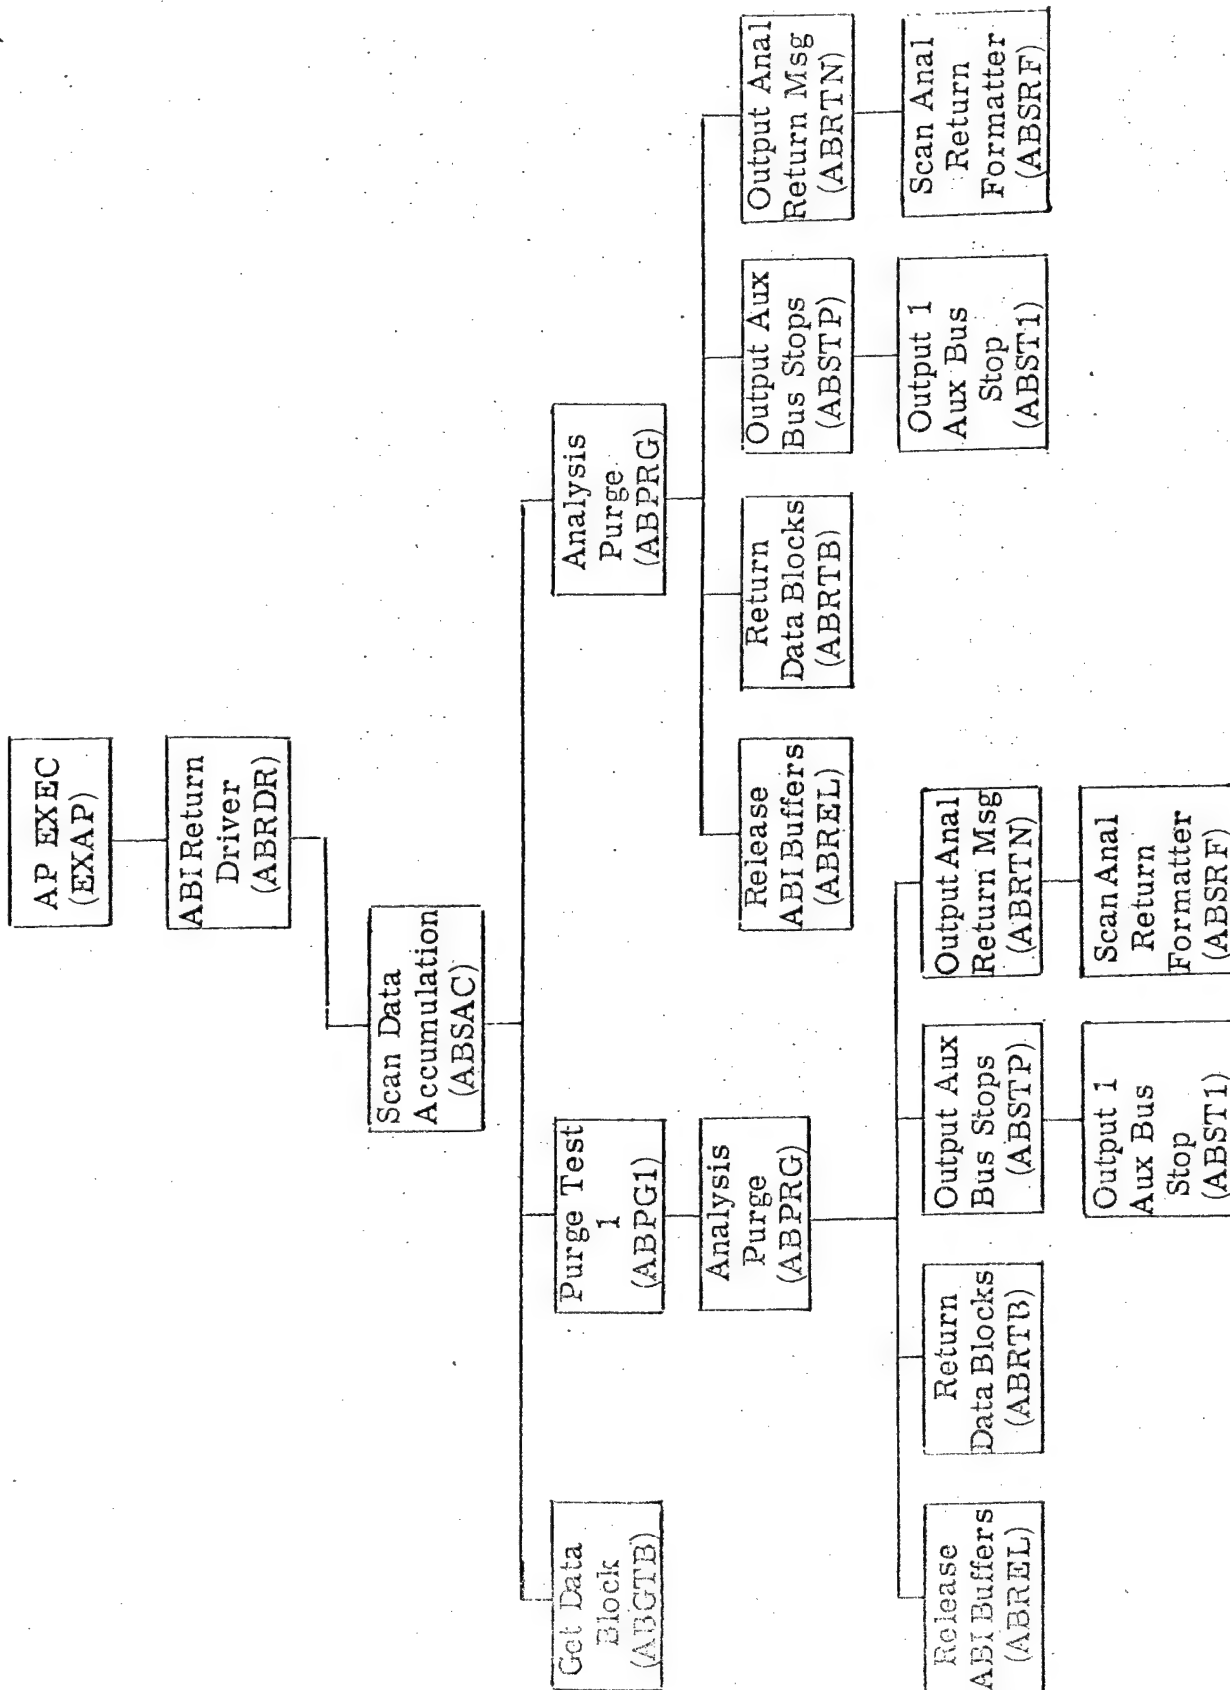 AP EXEC
(EXAP)
ABI Return
Driver
(ABRDR)
Scan Data
Accumulation
(ABSAC)
Get Data
Block
(ABGTB)
Purge Test
1
(ABPG1)
Analysis
Purge
(ABPRG)
Analysis
Purge
(ABPRG)
Release
ABI Buffers
(ABREL)
Return
Data Blocks
(ABRTB)
Output Aux
Bus Stops
(ABSTP)
Output Anal
Return Msg
(ABRTN)
Release
ABI Buffers
(ABREL)
Return
Data Blocks
(ABRTB)
Output Aux
Bus Stops
(ABSTP)
Output Anal
Return Msg
(ABRTN)
Output 1
Aux Bus
Stop
(ABST1)
Scan Anal
Return
Formatter
(ABSRF)
Output 1
Aux Bus
Stop
(ABST1)
Scan Anal
Return
Formatter
(ABSRF)